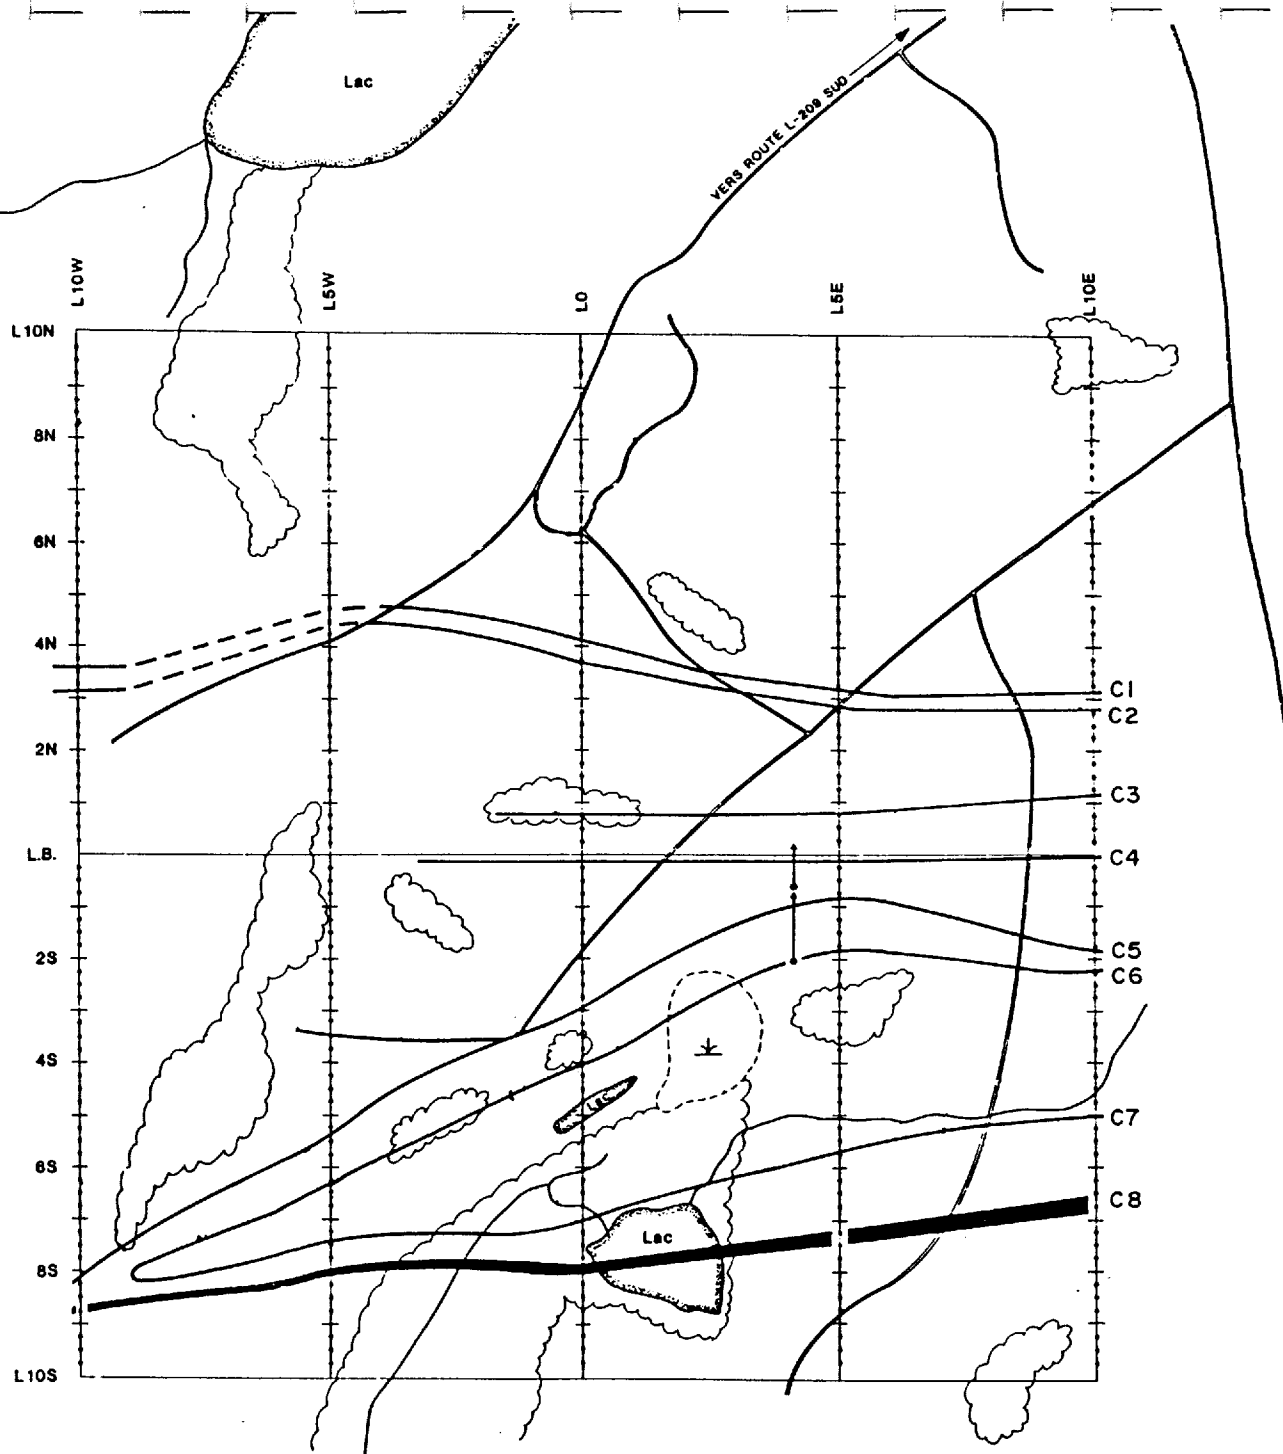 Lac
VERS ROUTE L-209 SUD
L10W
L5W
L0
L5E
L10E
L10N
8N
6N
4N
C1
C2
2N
C3
L.B.
C4
C5
2S
C6
4S
Lac
C7
6S
C8
Lac
8S
L10S